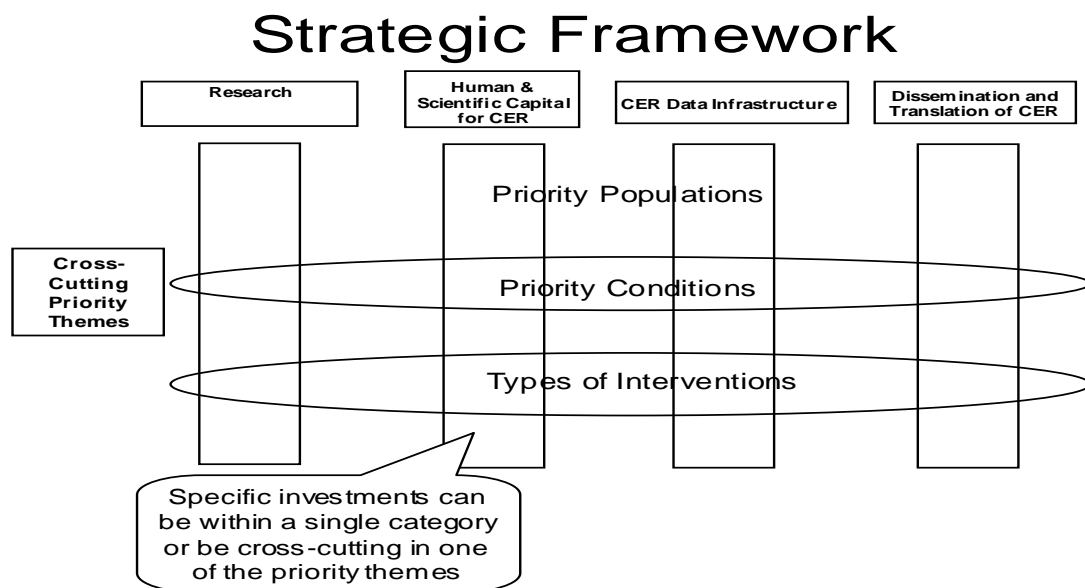 Strategic Framework
Research
Human &
Scientific Capital
for CER
CER Data Infrastructure
Dissemination and
Translation of CER
Priority Populations
Cross-
Cutting
Priority
Themes
Priority Conditions
Types of Interventions
Specific investments can
be within a single category
or be cross-cutting in one
of the priority themes